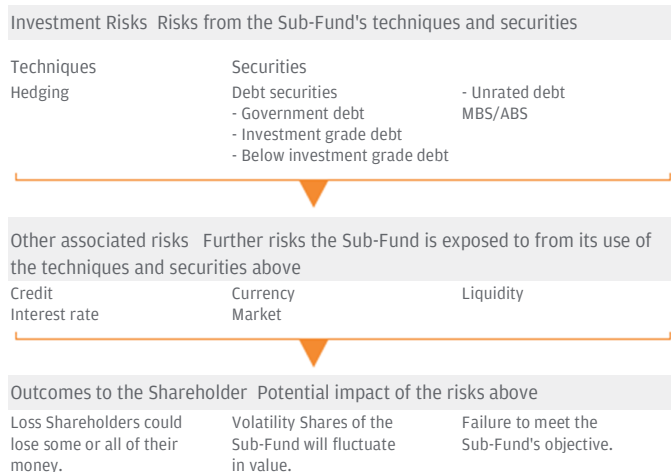 Investment Risks Risks from the Sub-Fund's techniques and securities
Techniques
Hedging
Securities
Debt securities
- Government debt
- Investment grade debt
- Below investment grade debt
- Unrated debt
MBS/ABS
Other associated risks Further risks the Sub-Fund is exposed to from its use of
the techniques and securities above
Credit
Interest rate
Currency
Market
Liquidity
Outcomes to the Shareholder Potential impact of the risks above
Loss Shareholders could
lose some or all of their
money.
Volatility Shares of the
Sub-Fund will fluctuate
in value.
Failure to meet the
Sub-Fund's objective.